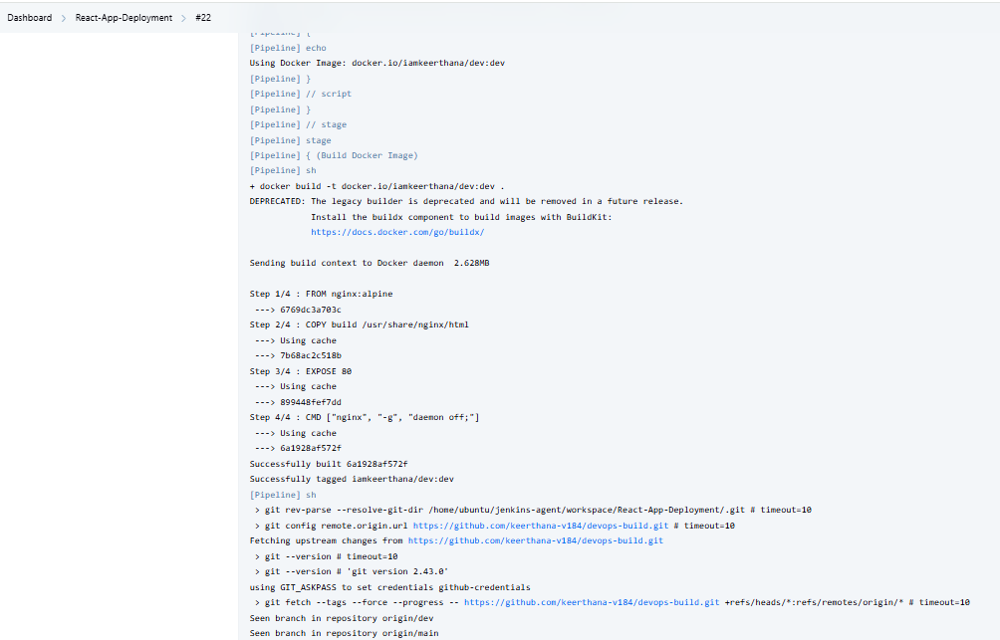 Dashboard > React-App-Deployment > #22
[Pipeline] {
[Pipeline] echo
Using Docker Image: docker.io/iamkeerthana/dev:dev
[Pipeline] }
[Pipeline] // script
[Pipeline] }
[Pipeline] // stage
[Pipeline] stage
[Pipeline] { (Build Docker Image)
[Pipeline] sh
+ docker build -t docker.io/iamkeerthana/dev:dev .
DEPRECATED: The legacy builder is deprecated and will be removed in a future release.
Install the buildx component to build images with BuildKit:
https://docs.docker.com/go/buildx/
Sending build context to Docker daemon  2.628MB
Step 1/4 : FROM nginx:alpine
---> 6769dc3a703c
Step 2/4 : COPY build /usr/share/nginx/html
---> Using cache
---> 7b68ac2c518b
Step 3/4 : EXPOSE 80
---> Using cache
---> 899448fef7dd
Step 4/4 : CMD ["nginx", "-g", "daemon off;"]
---> Using cache
---> 6a1928af572f
Successfully built 6a1928af572f
Successfully tagged iamkeerthana/dev:dev
[Pipeline] sh
> git rev-parse --resolve-git-dir /home/ubuntu/jenkins-agent/workspace/React-App-Deployment/.git # timeout=10
> git config remote.origin.url https://github.com/keerthana-v184/devops-build.git # timeout=10
Fetching upstream changes from https://github.com/keerthana-v184/devops-build.git
> git --version # timeout=10
> git --version # 'git version 2.43.0'
using GIT_ASKPASS to set credentials github-credentials
> git fetch --tags --force --progress -- https://github.com/keerthana-v184/devops-build.git +refs/heads/*:refs/remotes/origin/* # timeout=10
Seen branch in repository origin/dev
Seen branch in repository origin/main